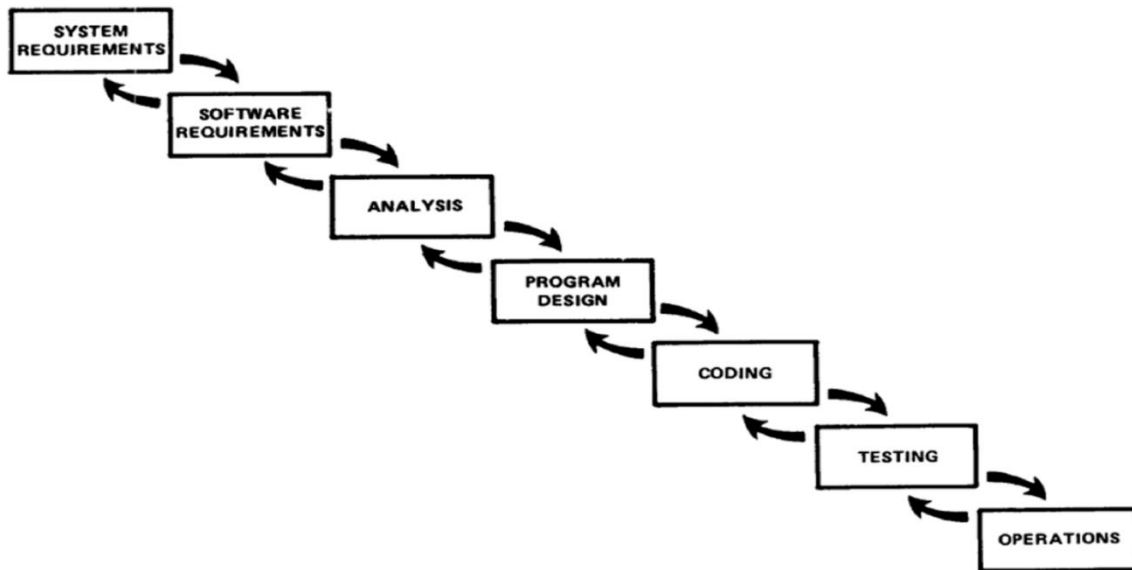 SYSTEM
REQUIREMENTS
SOFTWARE
REQUIREMENTS
ANALYSIS
PROGRAM
DESIGN
CODING
TESTING
OPERATIONS